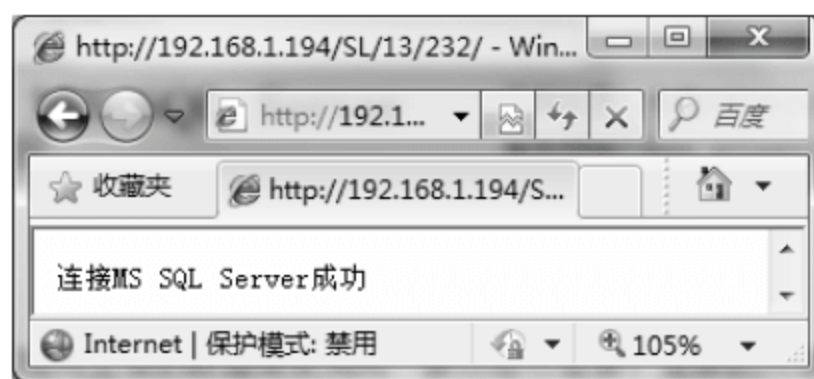 http://192.168.1.194/SL/13/232/ - Win...
http://192.1... 百度
收藏夹 http://192.168.1.194/S...
连接MS SQL Server成功
Internet | 保护模式: 禁用 105%